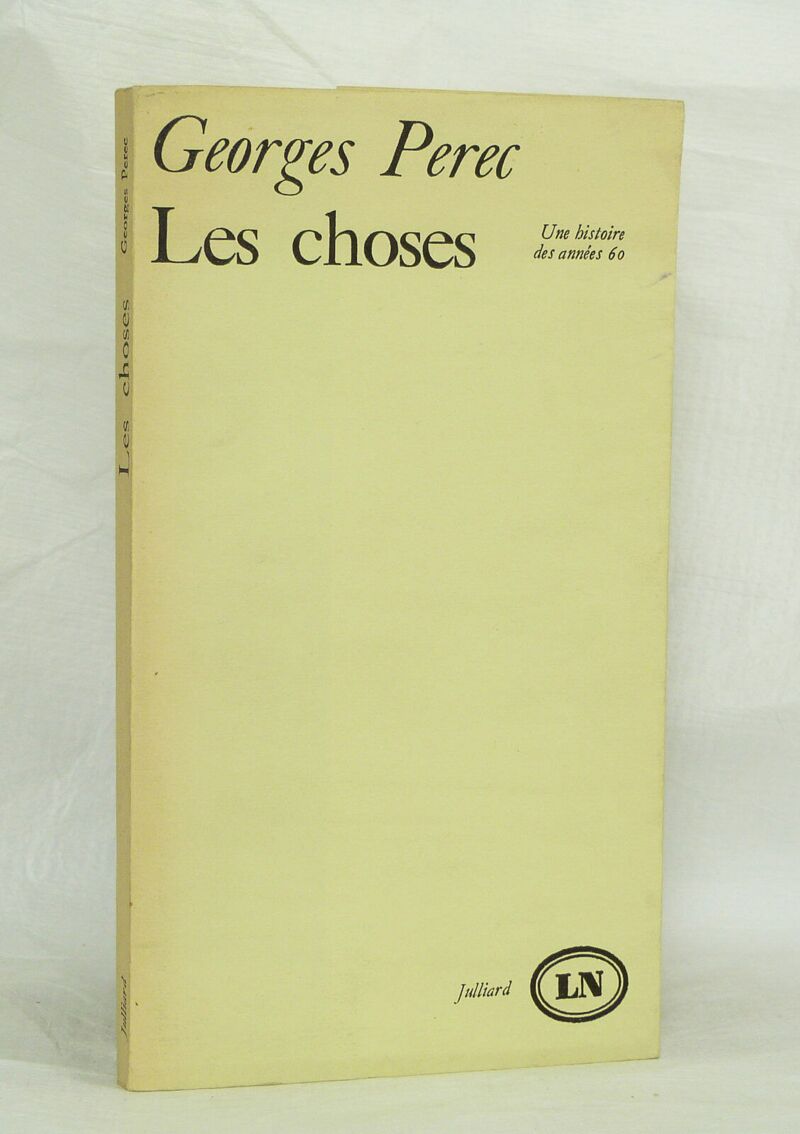 Georges Perec
Les choses
Une histoire
des années 60
Julliard
LN
Georges Perec
Les choses
Julliard